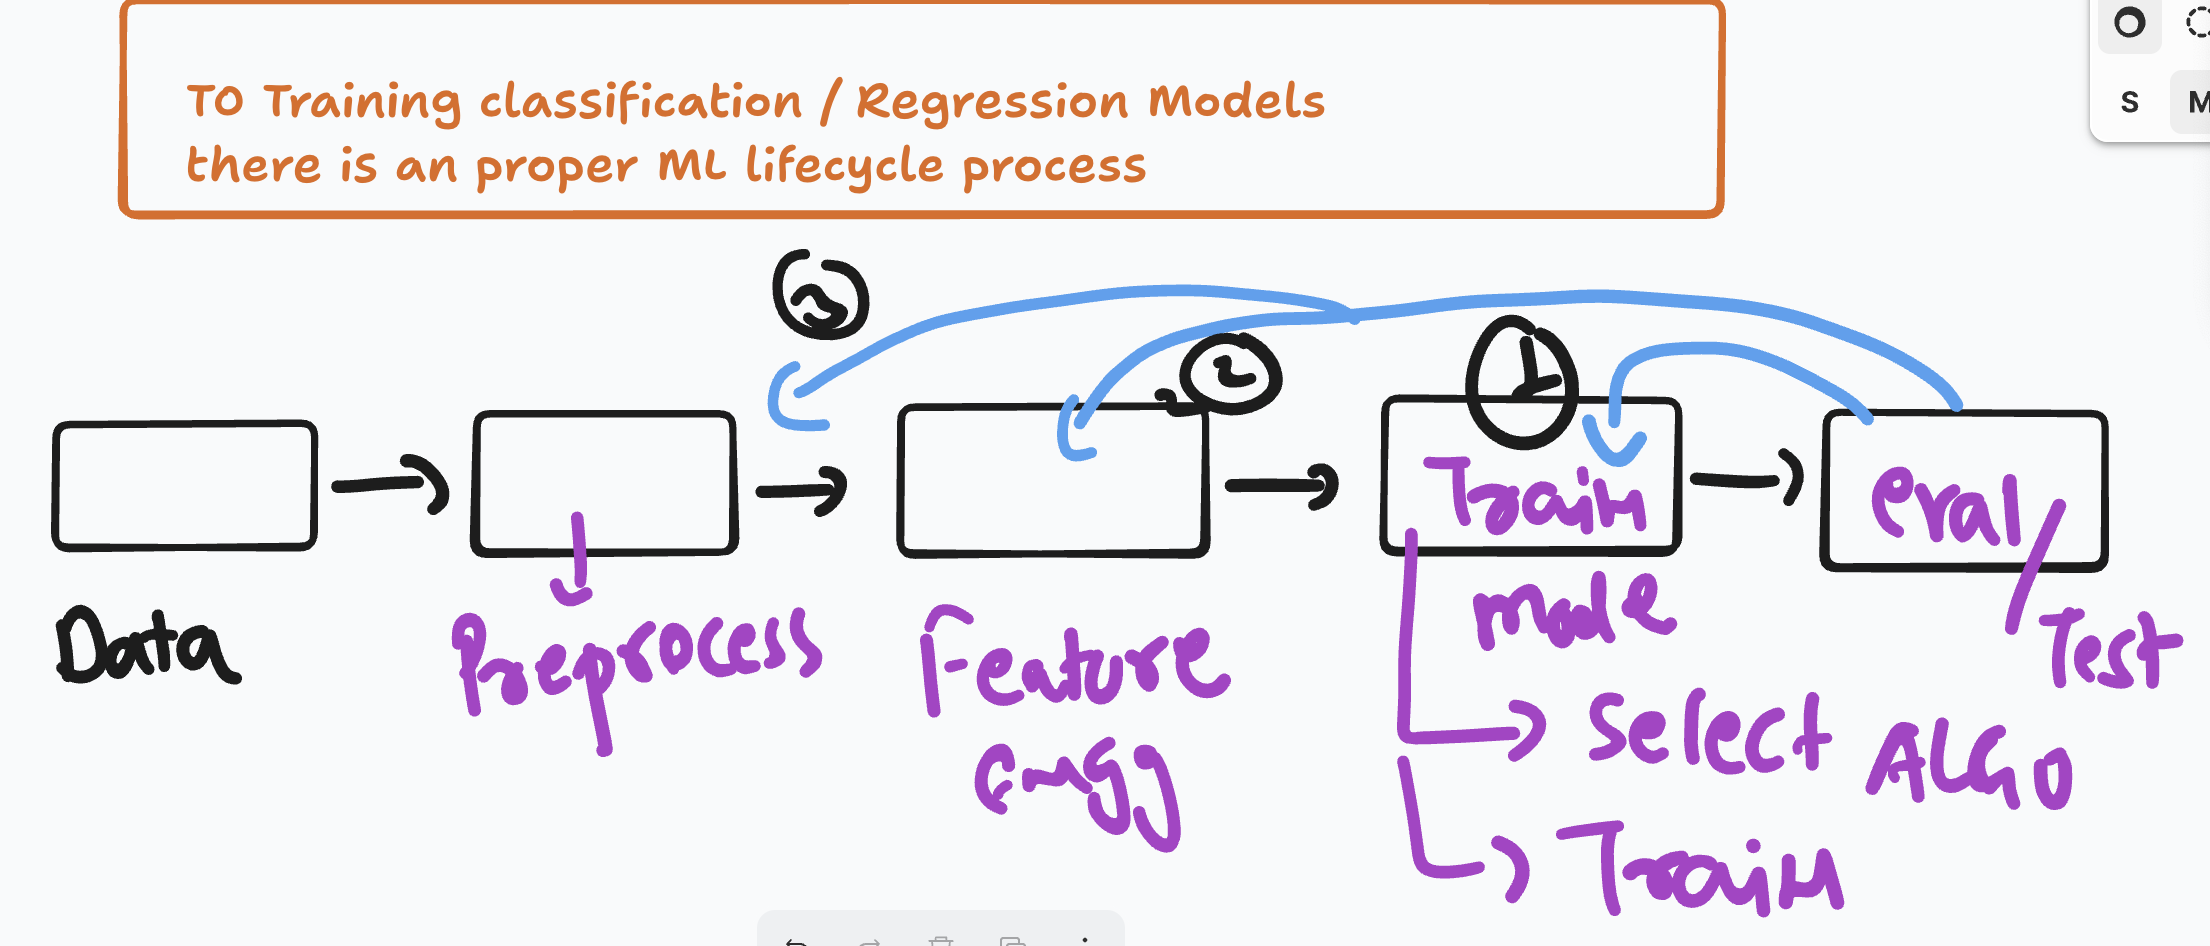 TO Training classification / Regression Models
there is an proper ML lifecycle process
S M
3
2
1
Train
eval/
Data
Preprocess
Feature
Engg
mode
Test
Select ALGO
Train